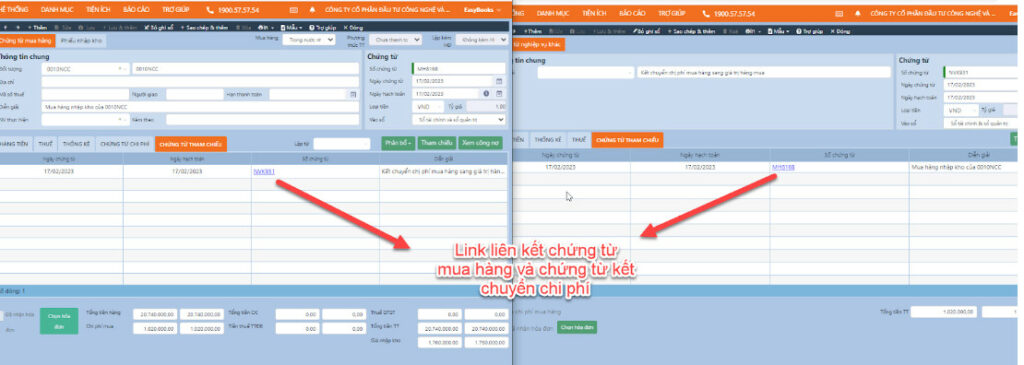 HỆ THỐNG DANH MỤC TIỆN ÍCH BÁO CÁO TRỢ GIÚP 1900.57.57.54 EasyBooks
CÔNG TY CỔ PHẦN ĐẦU TƯ CÔNG NGHỆ VÀ ...
+Thêm Sửa Lưu Lưu & thêm Bỏ ghi sổ + Sao chép & thêm Xóa In Mẫu Trợ giúp Đóng
Chứng từ mua hàng Phiếu nhập kho
Mua hàng Trong nước nh Phương thức TT Chưa thanh to Lập kèm HĐ Không kèm H
Thông tin chung
Đối tượng 0010NCC 0010NCC
Địa chỉ
Mã số thuế Người giao Hạn thanh toán
Diễn giải Mua hàng nhập kho của 0010NCC
NV thực hiện Kèm theo
Chứng từ
Số chứng từ MH8188
Ngày chứng từ 17/02/2023
Ngày hạch toán 17/02/2023
Loại tiền VND Tỷ giá 1.00
Vào sổ Sổ tài chính và sổ quản trị
HÀNG TIỀN THUẾ THỐNG KÊ CHỨNG TỪ CHI PHÍ CHỨNG TỪ THAM CHIẾU Lắp từ Phân bổ Tham chiếu Xem công nợ
Ngày chứng từ Ngày hạch toán Số chứng từ Diễn giải
17/02/2023 17/02/2023 NVK831 Kết chuyển chi phí mua hàng sang giá trị hàn...
Số dòng: 1
Đã nhận hóa đơn
Chọn hóa đơn
Tổng tiền hàng 20.740.000.00 20.740.000.00 Tổng tiền CK 0.00 0.00 Thuế GTGT 0.00 0.00
Chi phí mua 1.020.000.00 1.020.000.00 Tiền thuế TTĐB 0.00 0.00 Tổng tiền TT 20.740.000.00 20.740.000.00
Giá nhập kho 1.760.000.00 1.760.000.00
THỐNG DANH MỤC TIỆN ÍCH BÁO CÁO TRỢ GIÚP 1900.57.57.54
CÔNG TY CỔ PHẦN ĐẦU TƯ CÔNG NGHỆ VÀ ...
+Thêm Sửa Lưu Lưu & thêm Bỏ ghi sổ + Sao chép & thêm Xóa In Mẫu Trợ giúp Đóng
từ nghiệp vụ khác
tin chung
Kết chuyển chi phí mua hàng sang giá trị hàng mua
Chứng từ
Số chứng từ NVK831
Ngày chứng từ 17/02/2023
Ngày hạch toán 17/02/2023
Loại tiền VND Tỷ giá
Vào sổ Sổ tài chính & sổ quản trị
TIỀN THỐNG KÊ THUẾ CHỨNG TỪ THAM CHIẾU
Ngày chứng từ Ngày hạch toán Số chứng từ Diễn giải
17/02/2023 17/02/2023 MH8188 Mua hàng nhập kho của 0010NCC
chi phí mua hàng
nhận hóa đơn Chọn hóa đơn
Tổng tiền TT 1.020.000.00
Link liên kết chứng từ
mua hàng và chứng từ kết
chuyển chi phí